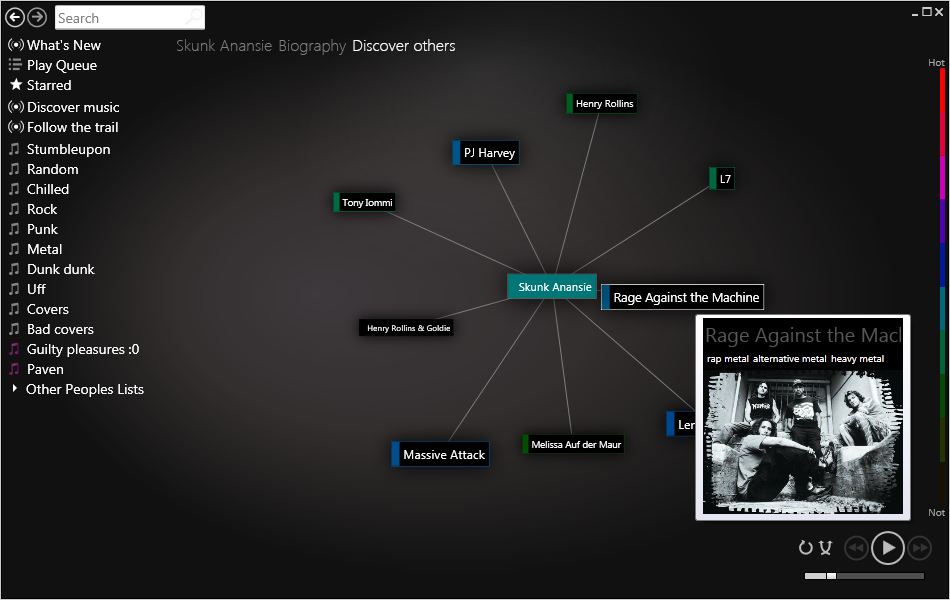 Search
What's New
Play Queue
Starred
Discover music
Follow the trail
Stumbleupon
Random
Chilled
Rock
Punk
Metal
Dunk dunk
Uff
Covers
Bad covers
Guilty pleasures :0
Paven
Other Peoples Lists
Skunk Anansie Biography Discover others
Hot
Henry Rollins
PJ Harvey
L7
Tony Iommi
Skunk Anansie
Rage Against the Machine
Henry Rollins & Goldie
Rage Against the Macl
rap metal alternative metal heavy metal
Ler
Melissa Auf der Maur
Massive Attack
Not